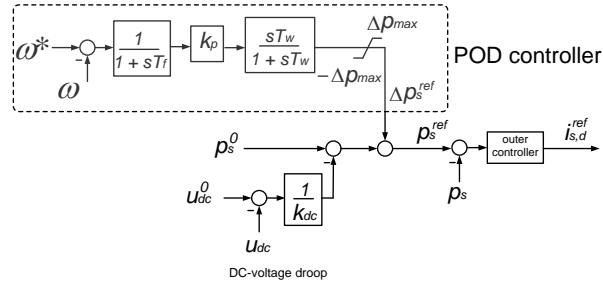 ω* - ω 1 / 1 + sT_f k_p sT_w / 1 + sT_w Δp_max -Δp_max
POD controller
Δp_s^ref
p_s^0 - p_s^ref - p_s outer controller i_{s,d}^ref
u_dc^0 - u_dc 1 / k_dc
DC-voltage droop